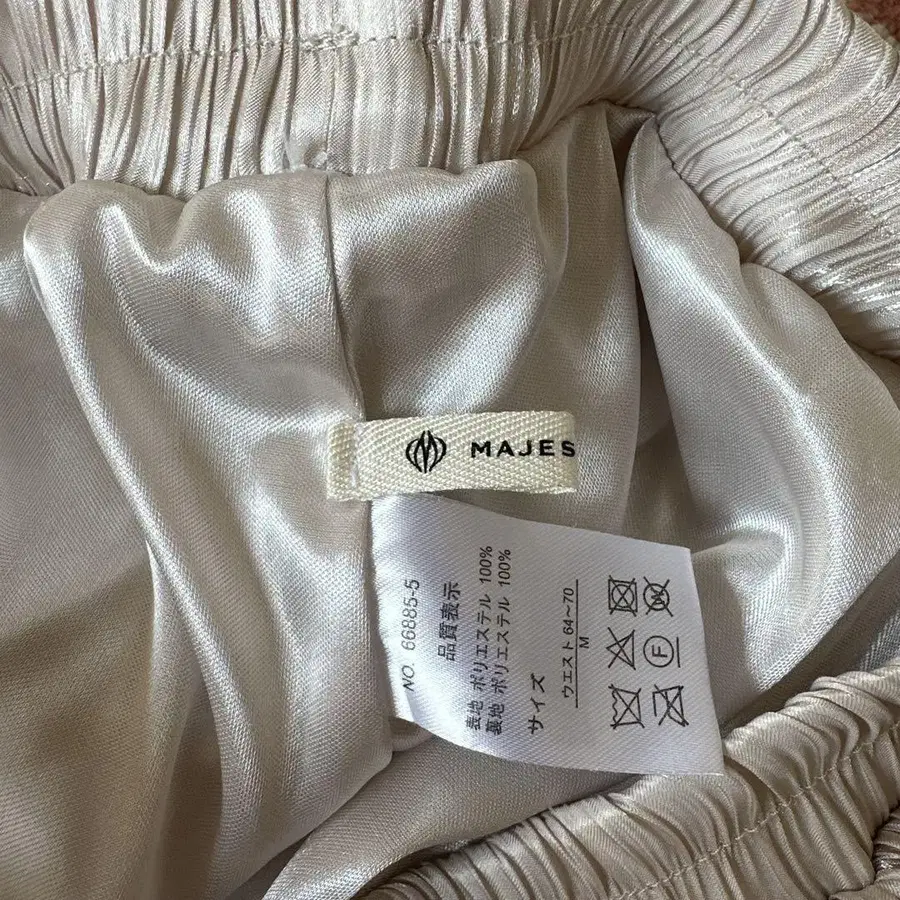 MAJES
NO. 66885-5
品質表示
表地 ポリエステル 100%
裏地 ポリエステル 100%
サイズ
ウエスト 64～70
M
F